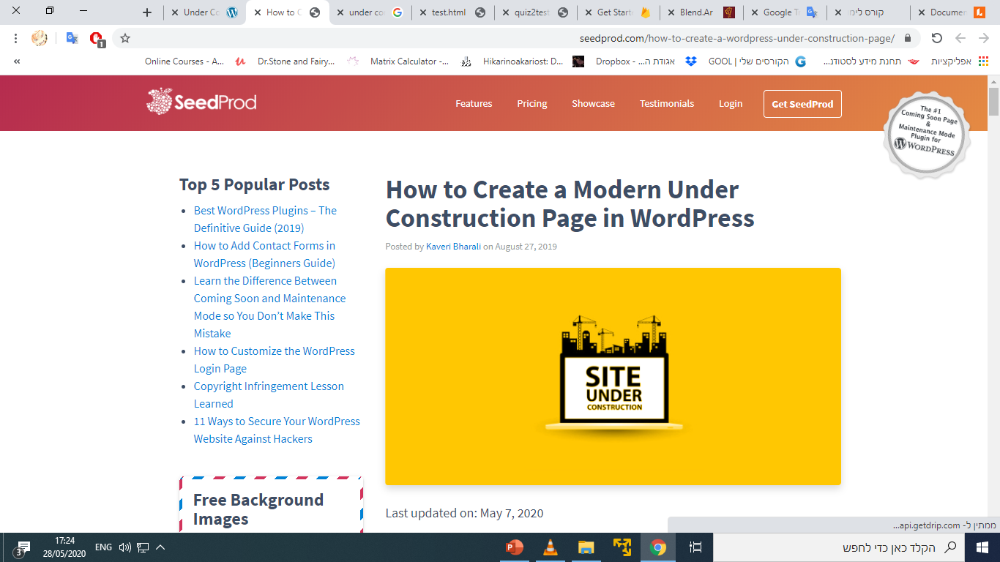 Under Co
How to C
under co
test.html
quiz2test
Get Starte
Blend.Ar
Google Tr
קורס לימו
Documen
1
seedprod.com/how-to-create-a-wordpress-under-construction-page/
«
Online Courses - A...
Dr.Stone and Fairy...
Matrix Calculator -...
Hikarinoakariost: D...
Dropbox - אגודת ה...
הקורסים שלי | GOOL
תחנת מידע לסטודנ...
אפליקציות
SeedProd
Features
Pricing
Showcase
Testimonials
Login
Get SeedProd
The #1
Coming Soon Page
&
Maintenance Mode
Plugin for
WORDPRESS
Top 5 Popular Posts
Best WordPress Plugins – The
Definitive Guide (2019)
How to Add Contact Forms in
WordPress (Beginners Guide)
Learn the Difference Between
Coming Soon and Maintenance
Mode so You Don’t Make This
Mistake
How to Customize the WordPress
Login Page
Copyright Infringement Lesson
Learned
11 Ways to Secure Your WordPress
Website Against Hackers
Free Background
Images
How to Create a Modern Under
Construction Page in WordPress
Posted by Kaveri Bharali on August 27, 2019
SITE
UNDER
CONSTRUCTION
Last updated on: May 7, 2020
ממתין ל- api.getdrip.com...
3
17:24
28/05/2020
ENG
הקלד כאן כדי לחפש